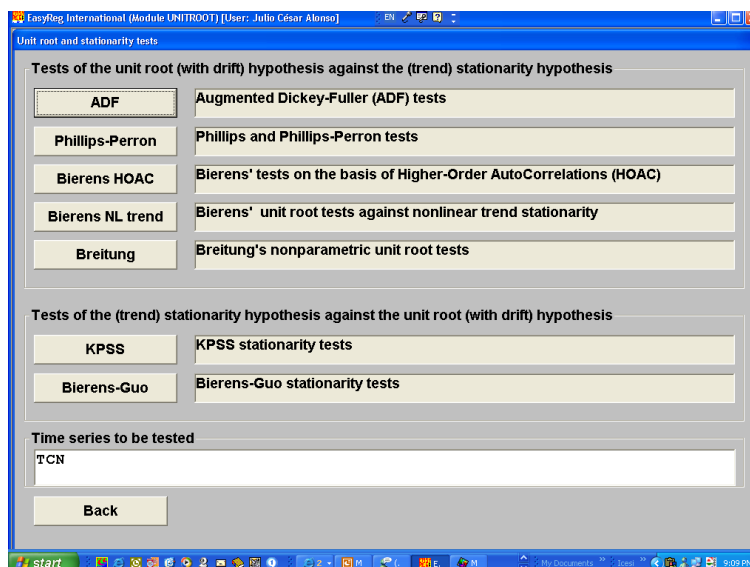 EasyReg International (Module UNITROOT) [User: Julio César Alonso]
EN
Unit root and stationarity tests
Tests of the unit root (with drift) hypothesis against the (trend) stationarity hypothesis
ADF
Augmented Dickey-Fuller (ADF) tests
Phillips-Perron
Phillips and Phillips-Perron tests
Bierens HOAC
Bierens' tests on the basis of Higher-Order AutoCorrelations (HOAC)
Bierens NL trend
Bierens' unit root tests against nonlinear trend stationarity
Breitung
Breitung's nonparametric unit root tests
Tests of the (trend) stationarity hypothesis against the unit root (with drift) hypothesis
KPSS
KPSS stationarity tests
Bierens-Guo
Bierens-Guo stationarity tests
Time series to be tested
TCN
Back
start
2
M
E.
M
My Documents
Icesi
9:09 PM